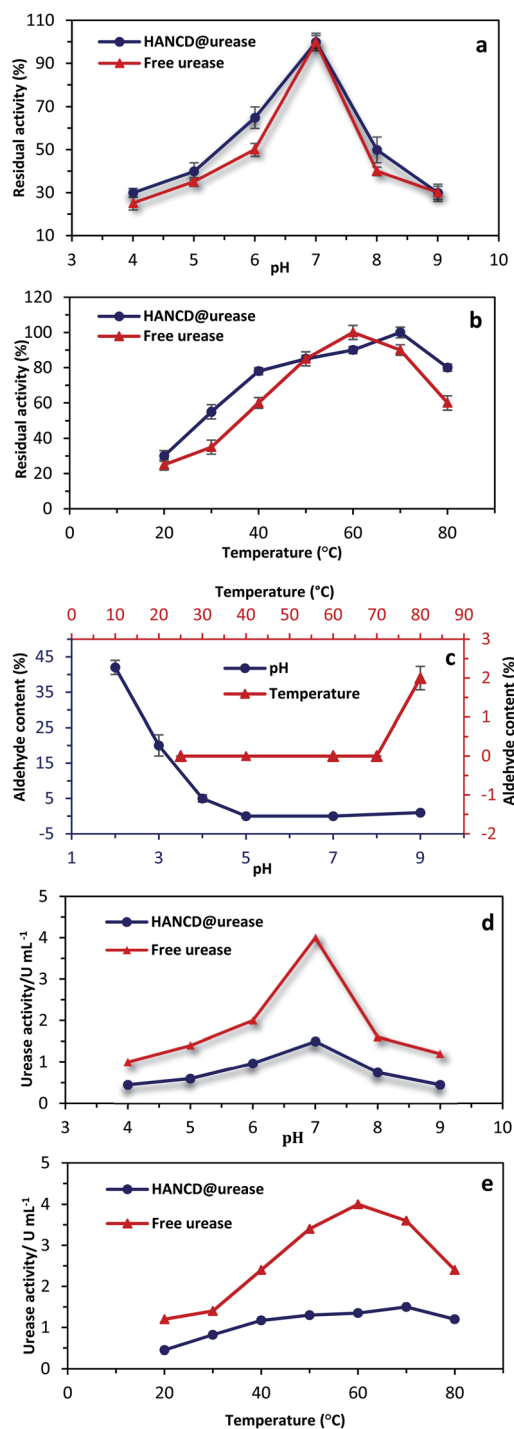 a
HANCD@urease
Free urease
Residual activity (%)
110
90
70
50
30
10
3 4 5 6 7 8 9 10
pH
b
HANCD@urease
Free urease
Residual activity (%)
120
100
80
60
40
20
0
0 20 40 60 80
Temperature (°C)
Temperature (°C)
0 10 20 30 40 50 60 70 80 90
c
pH
Temperature
Aldehyde content (%)
45
35
25
15
5
-5
3
2
1
0
-1
-2
Aldehyde content (%)
1 3 5 7 9
pH
d
HANCD@urease
Free urease
Urease activity/U mL-1
5
4
3
2
1
0
3 4 5 6 7 8 9 10
pH
e
HANCD@urease
Free urease
Urease activity/ U mL-1
5
4
3
2
1
0
0 20 40 60 80
Temperature (°C)